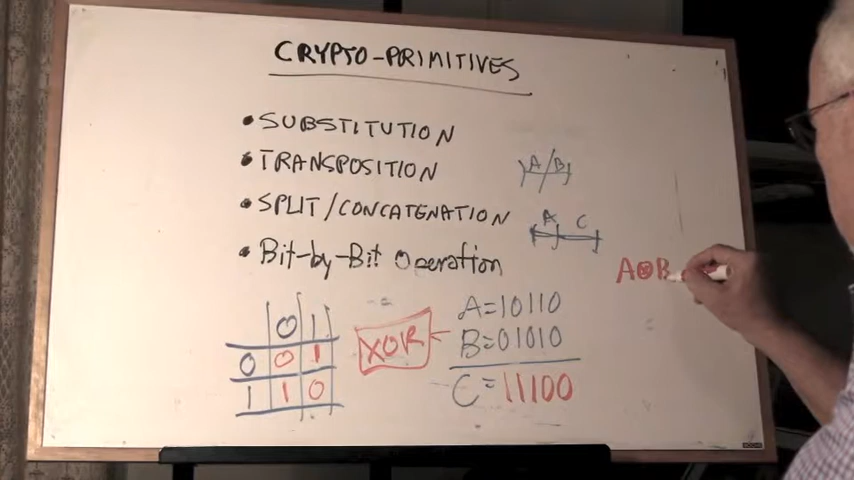 CRYPTO-PRIMITIVES
• SUBSTITUTION
• TRANSPOSITION
A/B
• SPLIT/CONCATENATION
A C
• Bit-by-Bit Operation
A⊗B
0 1
0 0 1
1 1 0
XOR
A=10110
B=01010
C=11100